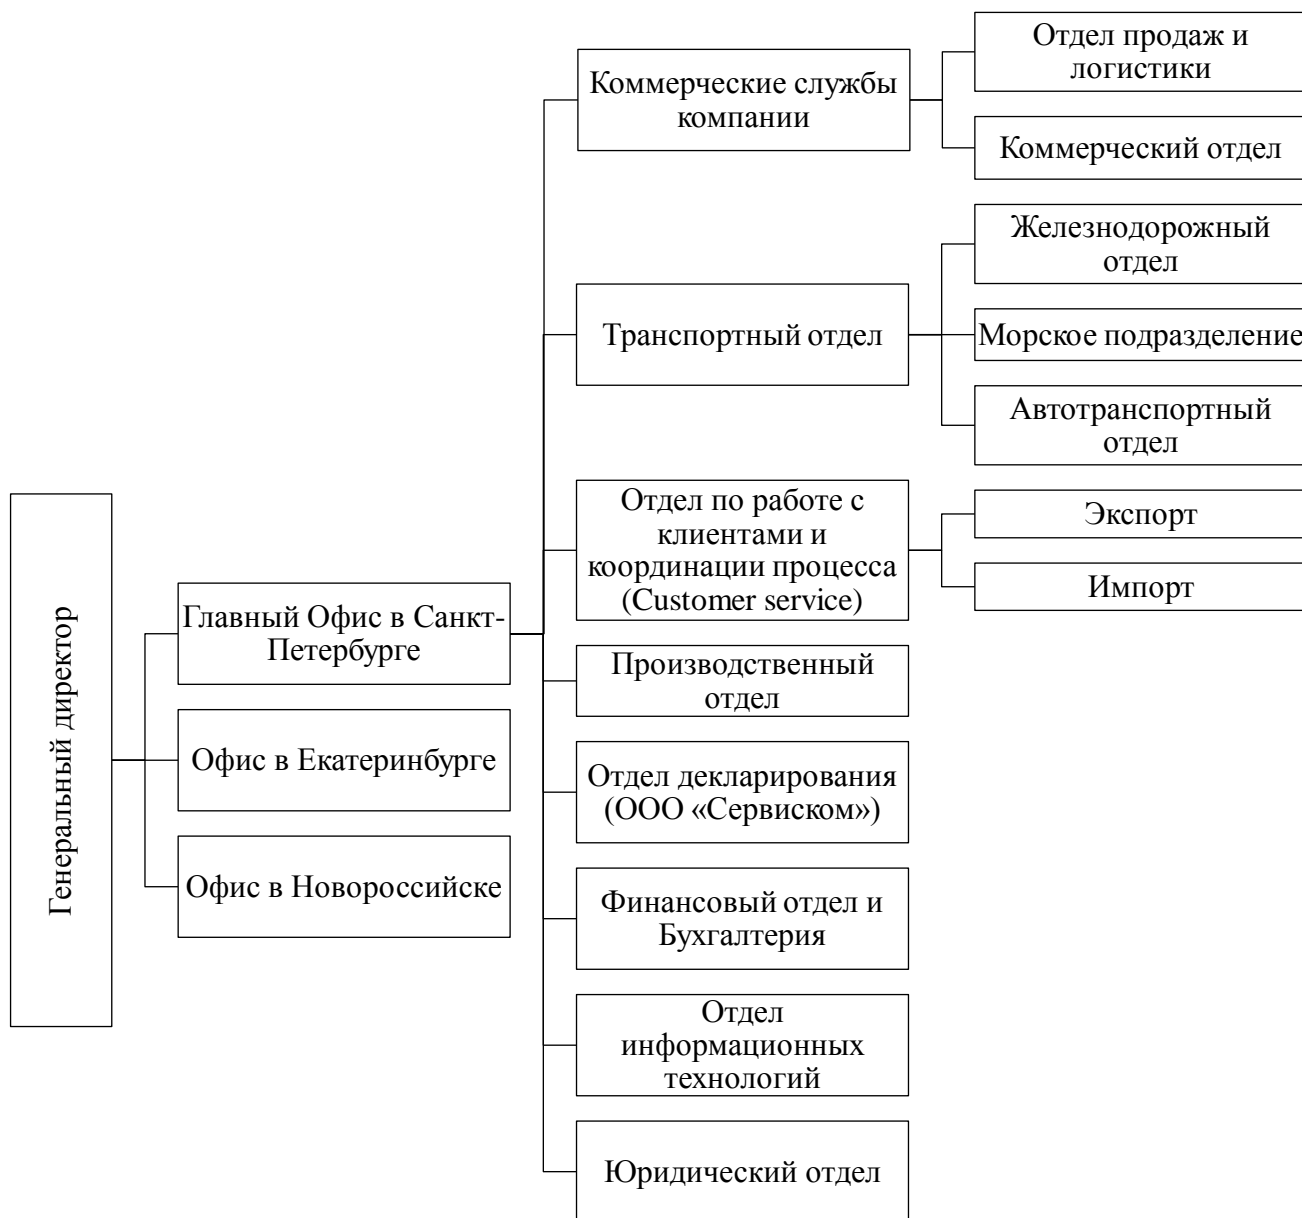 Отдел продаж и
логистики
Коммерческие службы
компании
Коммерческий отдел
Железнодорожный
отдел
Транспортный отдел
Морское подразделение
Автотранспортный
отдел
Отдел по работе с
клиентами и
координации процесса
(Customer service)
Экспорт
Импорт
Генеральный директор
Главный Офис в Санкт-
Петербурге
Производственный
отдел
Офис в Екатеринбурге
Отдел декларирования
(ООО «Сервиском»)
Офис в Новороссийске
Финансовый отдел и
Бухгалтерия
Отдел
информационных
технологий
Юридический отдел